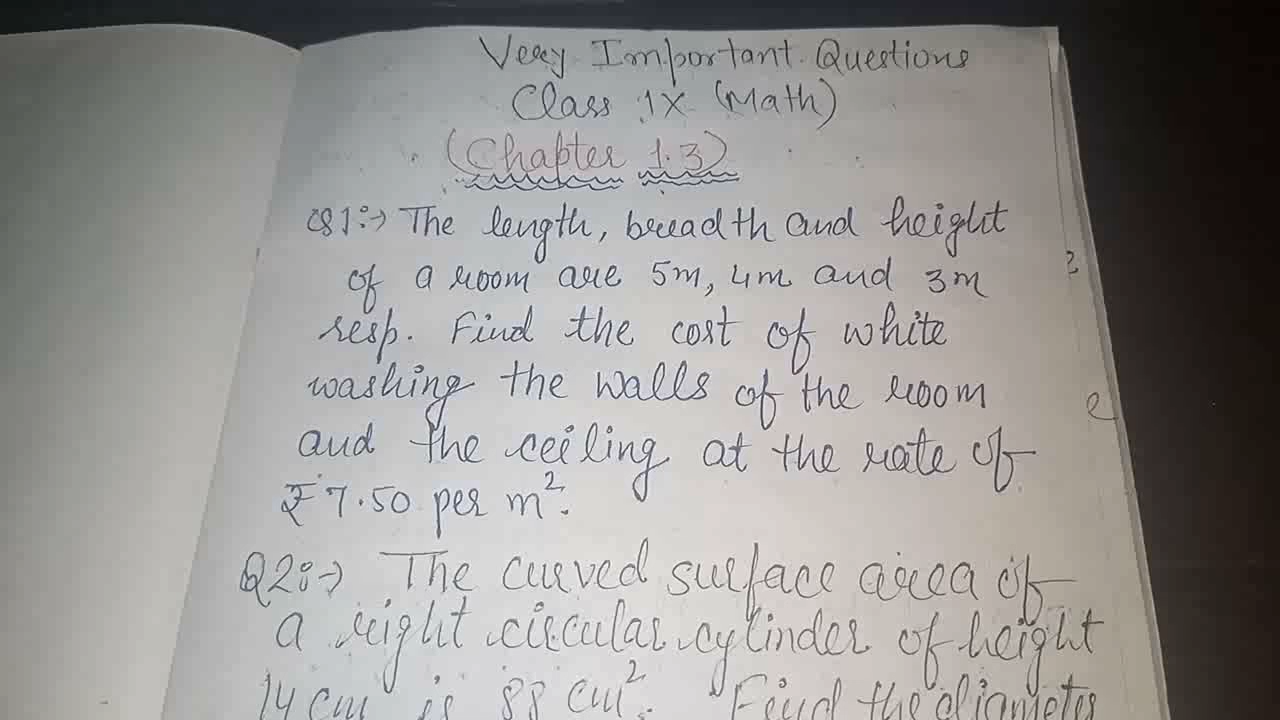 Very Important Questions
Class 1X (Math)
(Chapter 13)
Q1:→ The length, breadth and height
of a room are 5m, 4m and 3m
resp. Find the cost of white
washing the walls of the room
and the ceiling at the rate of
₹7.50 per m².
Q2:→ The curved surface area of
a right circular cylinder of height
14 cm is 88 cm². Find the diameter